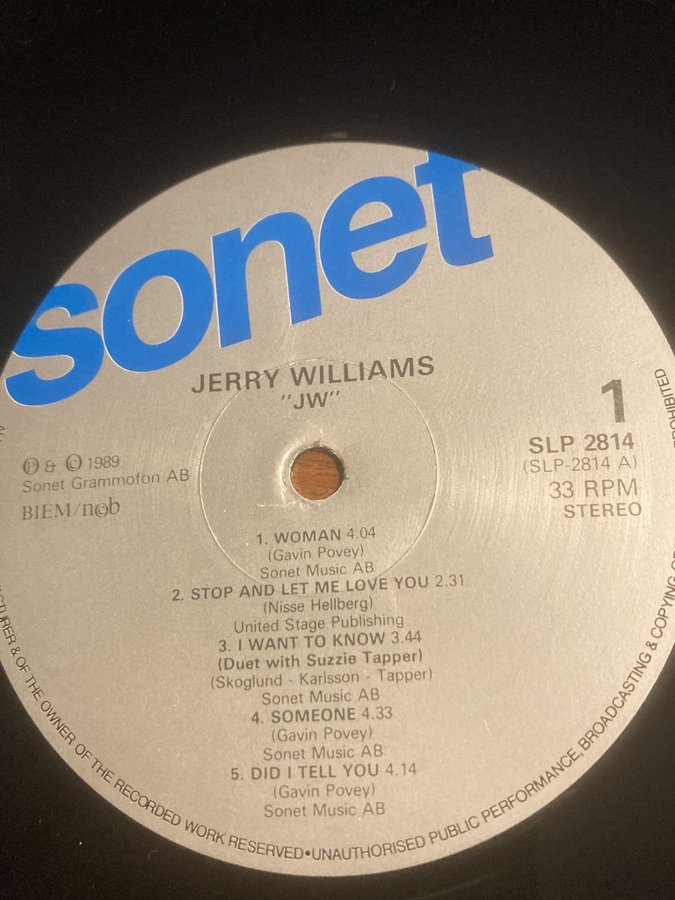 sonet
JERRY WILLIAMS
"JW"
1
SLP 2814
(SLP-2814 A)
33 RPM
STEREO
℗ & © 1989
Sonet Grammofon AB
BIEM/ncb
1. WOMAN 4.04
(Gavin Povey)
Sonet Music AB
2. STOP AND LET ME LOVE YOU 2.31
(Nisse Hellberg)
United Stage Publishing
3. I WANT TO KNOW 3.44
(Duet with Suzzie Tapper)
(Skoglund - Karlsson - Tapper)
Sonet Music AB
4. SOMEONE 4.33
(Gavin Povey)
Sonet Music AB
5. DID I TELL YOU 4.14
(Gavin Povey)
Sonet Music AB
& OF THE OWNER OF THE RECORDED WORK RESERVED•UNAUTHORISED PUBLIC PERFORMANCE, BROADCASTING & COPYING